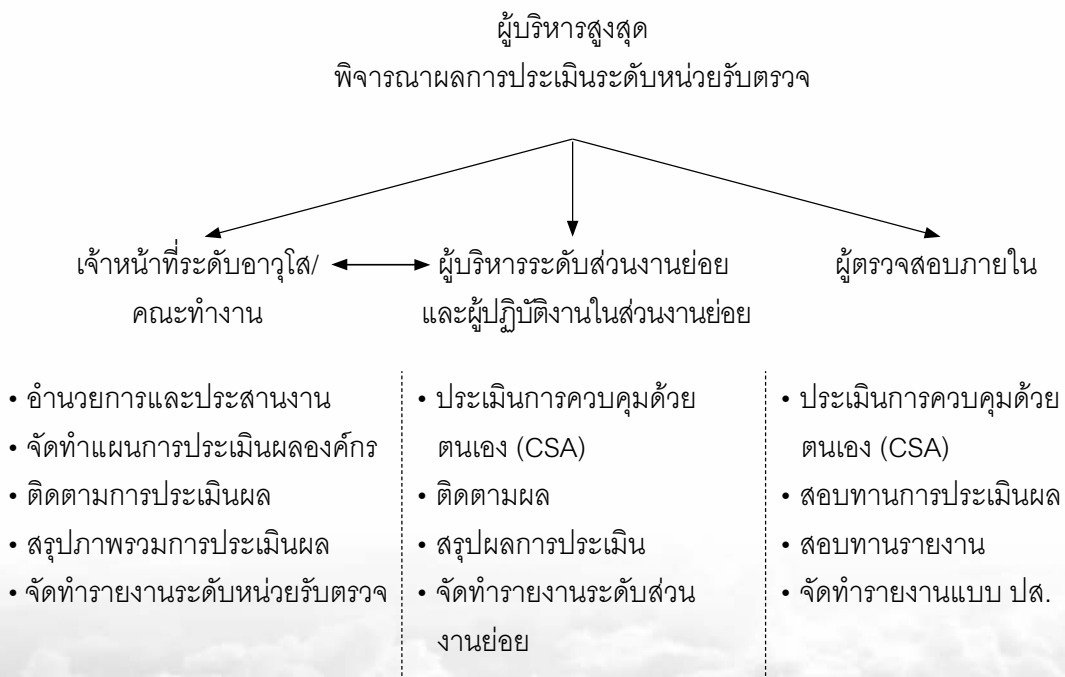 ผู้บริหารสูงสุด
พิจารณาผลการประเมินระดับหน่วยรับตรวจ
เจ้าหน้าที่ระดับอาวุโส/
คณะทำงาน
ผู้บริหารระดับส่วนงานย่อย
และผู้ปฏิบัติงานในส่วนงานย่อย
ผู้ตรวจสอบภายใน
• อำนวยการและประสานงาน
• จัดทำแผนการประเมินผลองค์กร
• ติดตามการประเมินผล
• สรุปภาพรวมการประเมินผล
• จัดทำรายงานระดับหน่วยรับตรวจ
• ประเมินการควบคุมด้วย
ตนเอง (CSA)
• ติดตามผล
• สรุปผลการประเมิน
• จัดทำรายงานระดับส่วน
งานย่อย
• ประเมินการควบคุมด้วย
ตนเอง (CSA)
• สอบทานการประเมินผล
• สอบทานรายงาน
• จัดทำรายงานแบบ ปส.